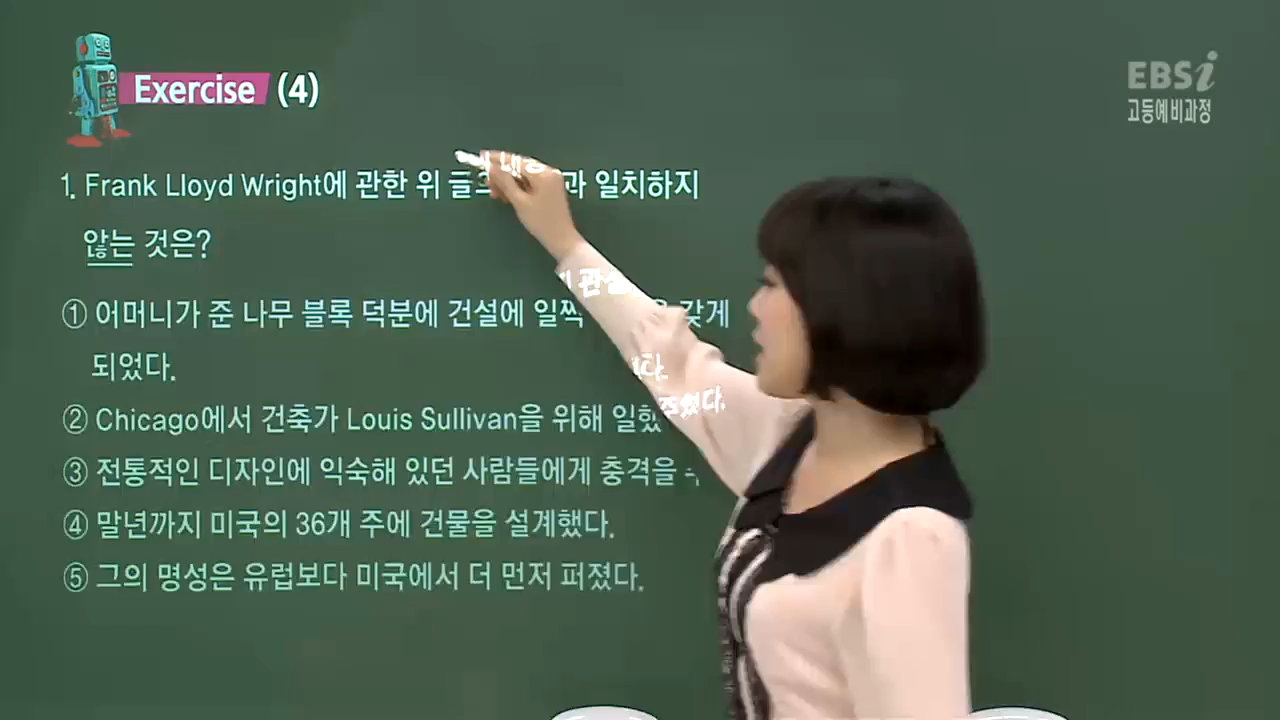 Exercise (4)
EBSi
고등예비과정
1. Frank Lloyd Wright에 관한 위 일치하지
않는 것은?
① 어머니가 준 나무 블록 덕분에 건설에 일찍 갖게
되었다.
② Chicago에서 건축가 Louis Sullivan을 위해
③ 전통적인 디자인에 익숙해 있던 사람들에게 충격을
④ 말년까지 미국의 36개 주에 건물을 설계했다.
⑤ 그의 명성은 유럽보다 미국에서 더 먼저 퍼졌다.